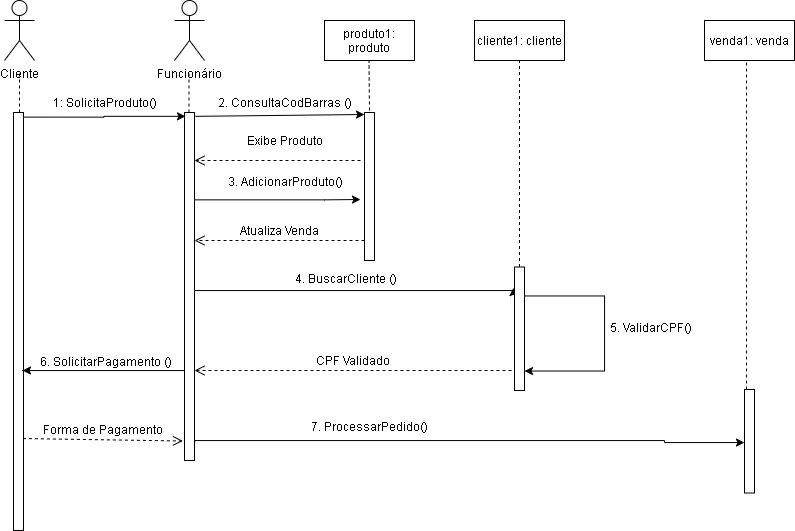 produto1:
produto
cliente1: cliente
venda1: venda
Cliente
Funcionário
1: SolicitaProduto()
2. ConsultaCodBarras ()
Exibe Produto
3. AdicionarProduto()
Atualiza Venda
4. BuscarCliente ()
5. ValidarCPF()
6. SolicitarPagamento ()
CPF Validado
Forma de Pagamento
7. ProcessarPedido()